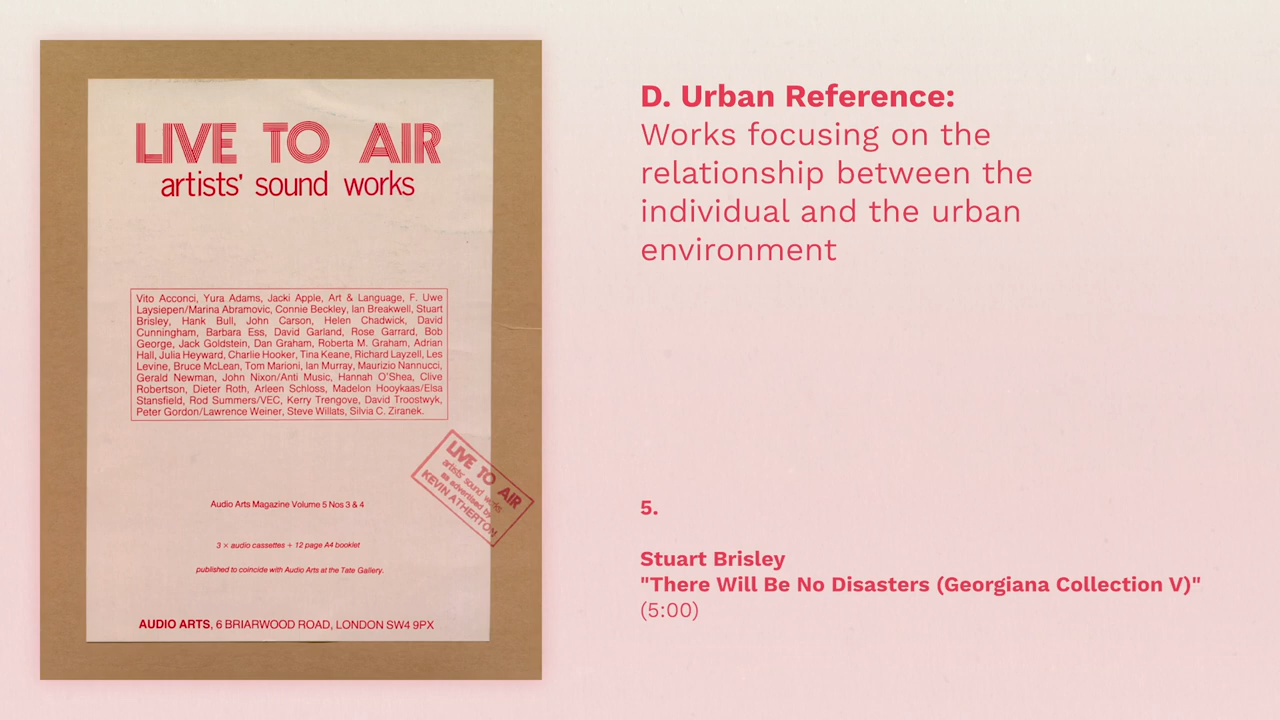 LIVE TO AIR
artists' sound works
Vito Acconci, Yura Adams, Jacki Apple, Art & Language, F. Uwe
Laysiepen/Marina Abramovic, Connie Beckley, Ian Breakwell, Stuart
Brisley, Hank Bull, John Carson, Helen Chadwick, David
Cunningham, Barbara Ess, David Garland, Rose Garrard, Bob
George, Jack Goldstein, Dan Graham, Roberta M. Graham, Adrian
Hall, Julia Heyward, Charlie Hooker, Tina Keane, Richard Layzell, Les
Levine, Bruce McLean, Tom Marioni, Ian Murray, Maurizio Nannucci,
Gerald Newman, John Nixon/Anti Music, Hannah O'Shea, Clive
Robertson, Dieter Roth, Arleen Schloss, Madelon Hooykaas/Elsa
Stansfield, Rod Summers/VEC, Kerry Trengove, David Troostwyk,
Peter Gordon/Lawrence Weiner, Steve Willats, Silvia C. Ziranek.
LIVE TO AIR
artists' sound works
as advertised by
KEVIN ATHERTON
Audio Arts Magazine Volume 5 Nos 3 & 4
3 × audio cassettes + 12 page A4 booklet
published to coincide with Audio Arts at the Tate Gallery.
AUDIO ARTS, 6 BRIARWOOD ROAD, LONDON SW4 9PX
D. Urban Reference:
Works focusing on the
relationship between the
individual and the urban
environment
5.
Stuart Brisley
"There Will Be No Disasters (Georgiana Collection V)"
(5:00)